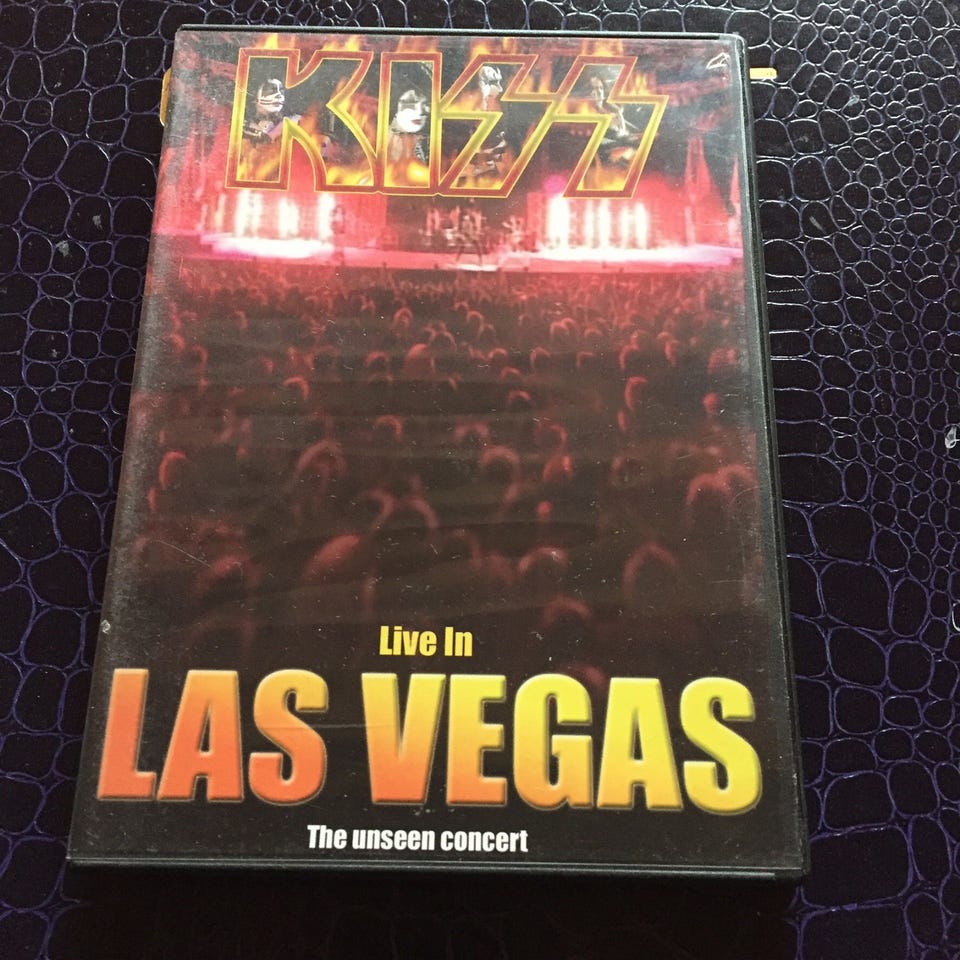 KISS
Live In
LAS VEGAS
The unseen concert